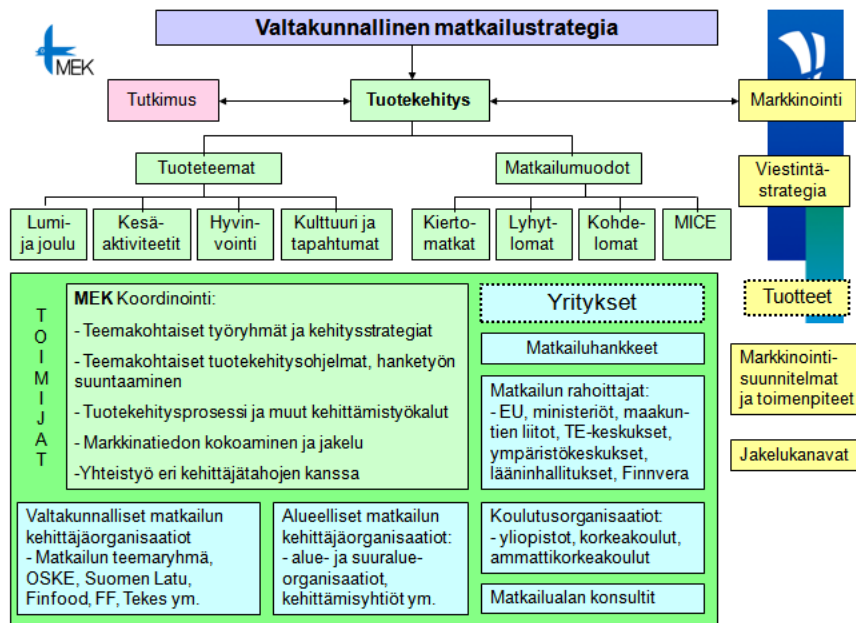 Valtakunnallinen matkailustrategia
MEK
Tutkimus
Tuotekehitys
Markkinointi
Tuoteteemat
Matkailumuodot
Viestintä-
strategia
Lumi-
ja joulu
Kesä-
aktiviteetit
Hyvin-
vointi
Kulttuuri ja
tapahtumat
Kierto-
matkat
Lyhyt-
lomat
Kohde-
lomat
MICE
TOIMIJAT
MEK Koordinointi:
- Teemakohtaiset työryhmät ja kehitysstrategiat
- Teemakohtaiset tuotekehitysohjelmat, hanketyön
suuntaaminen
- Tuotekehitysprosessi ja muut kehittämistyökalut
- Markkinatiedon kokoaminen ja jakelu
-Yhteistyö eri kehittäjätahojen kanssa
Yritykset
Matkailuhankkeet
Matkailun rahoittajat:
- EU, ministeriöt, maakun-
tien liitot, TE-keskukset,
ympäristökeskukset,
lääninhallitukset, Finnvera
Tuotteet
Markkinointi-
suunnitelmat
ja toimenpiteet
Jakelukanavat
Valtakunnalliset matkailun
kehittäjäorganisaatiot
- Matkailun teemaryhmä,
OSKE, Suomen Latu,
Finfood, FF, Tekes ym.
Alueelliset matkailun
kehittäjäorganisaatiot:
- alue- ja suuralue-
organisaatiot,
kehittämisyhtiöt ym.
Koulutusorganisaatiot:
- yliopistot, korkeakoulut,
ammattikorkeakoulut
Matkailualan konsultit